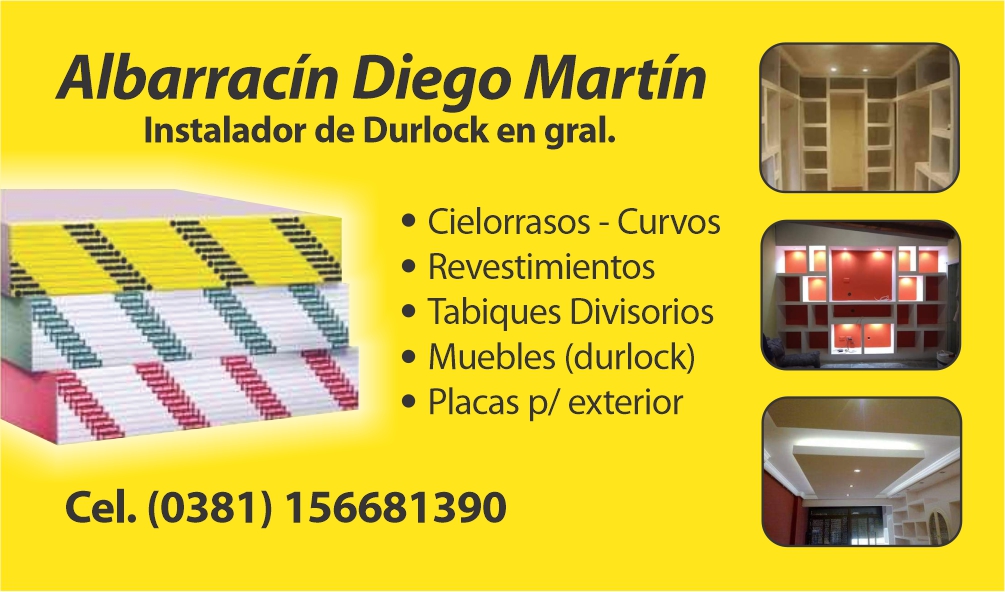 Albarracín Diego Martín
Instalador de Durlock en gral.
• Cielorrasos - Curvos
• Revestimientos
• Tabiques Divisorios
• Muebles (durlock)
• Placas p/ exterior
Cel. (0381) 156681390